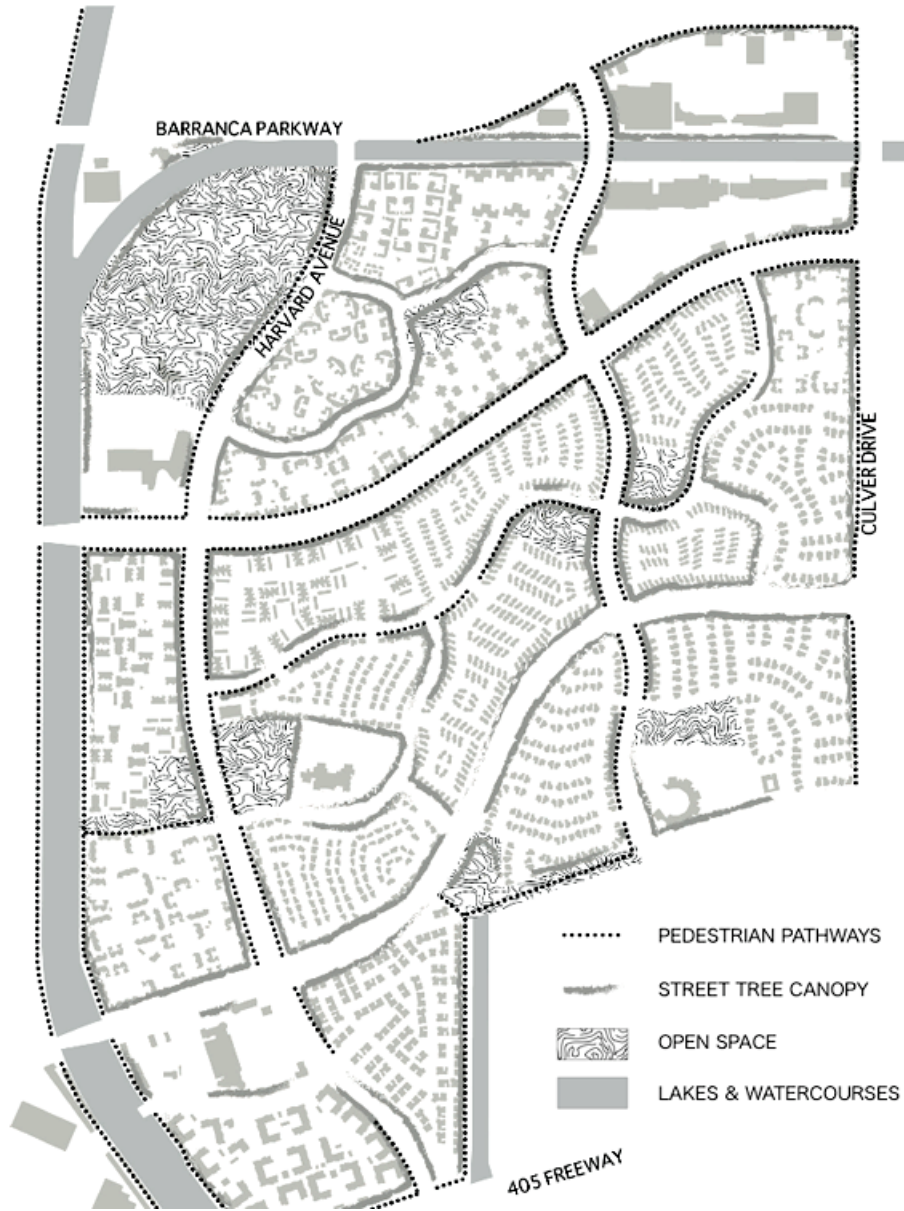 BARRANCA PARKWAY
HARVARD AVENUE
CULVER DRIVE
PEDESTRIAN PATHWAYS
STREET TREE CANOPY
OPEN SPACE
LAKES & WATERCOURSES
405 FREEWAY